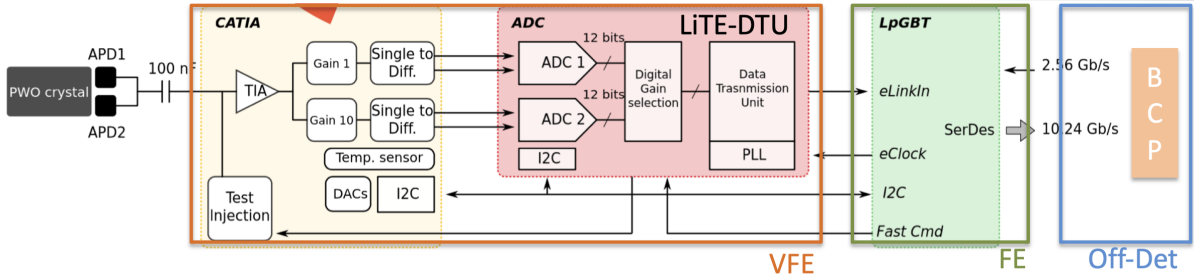 CATIA
ADC
LiTE-DTU
LpGBT
APD1
PWO crystal
APD2
100 nF
TIA
Gain 1
Single to
Diff.
Gain 10
Single to
Diff.
Temp. sensor
DACs
I2C
Test
Injection
12 bits
ADC 1
12 bits
ADC 2
I2C
Digital
Gain
selection
Data
Trasnmission
Unit
PLL
eLinkIn
SerDes
eClock
I2C
Fast Cmd
2.56 Gb/s
10.24 Gb/s
B
C
P
VFE
FE
Off-Det